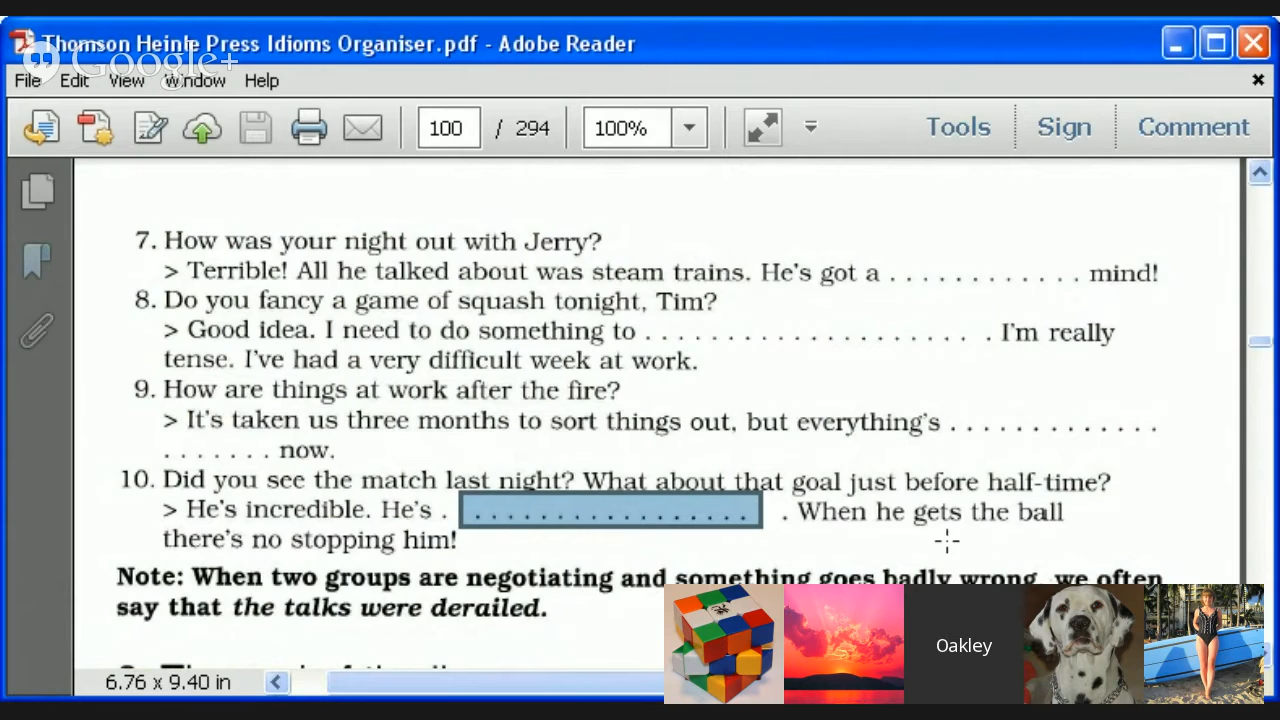 Thomson Heinle Press Idioms Organiser.pdf - Adobe Reader
Google+
File Edit View Window Help
100 / 294 100% Tools Sign Comment
7. How was your night out with Jerry?
> Terrible! All he talked about was steam trains. He's got a . . . . . . . . . . . . mind!
8. Do you fancy a game of squash tonight, Tim?
> Good idea. I need to do something to . . . . . . . . . . . . . . . . . . . . . I'm really
tense. I've had a very difficult week at work.
9. How are things at work after the fire?
> It's taken us three months to sort things out, but everything's . . . . . . . . . . . . .
. . . . . . . now.
10. Did you see the match last night? What about that goal just before half-time?
> He's incredible. He's . . . . . . . . . . . . . . . . . . . When he gets the ball
there's no stopping him!
Note: When two groups are negotiating and something goes badly wrong, we often
say that the talks were derailed.
Oakley
6.76 x 9.40 in